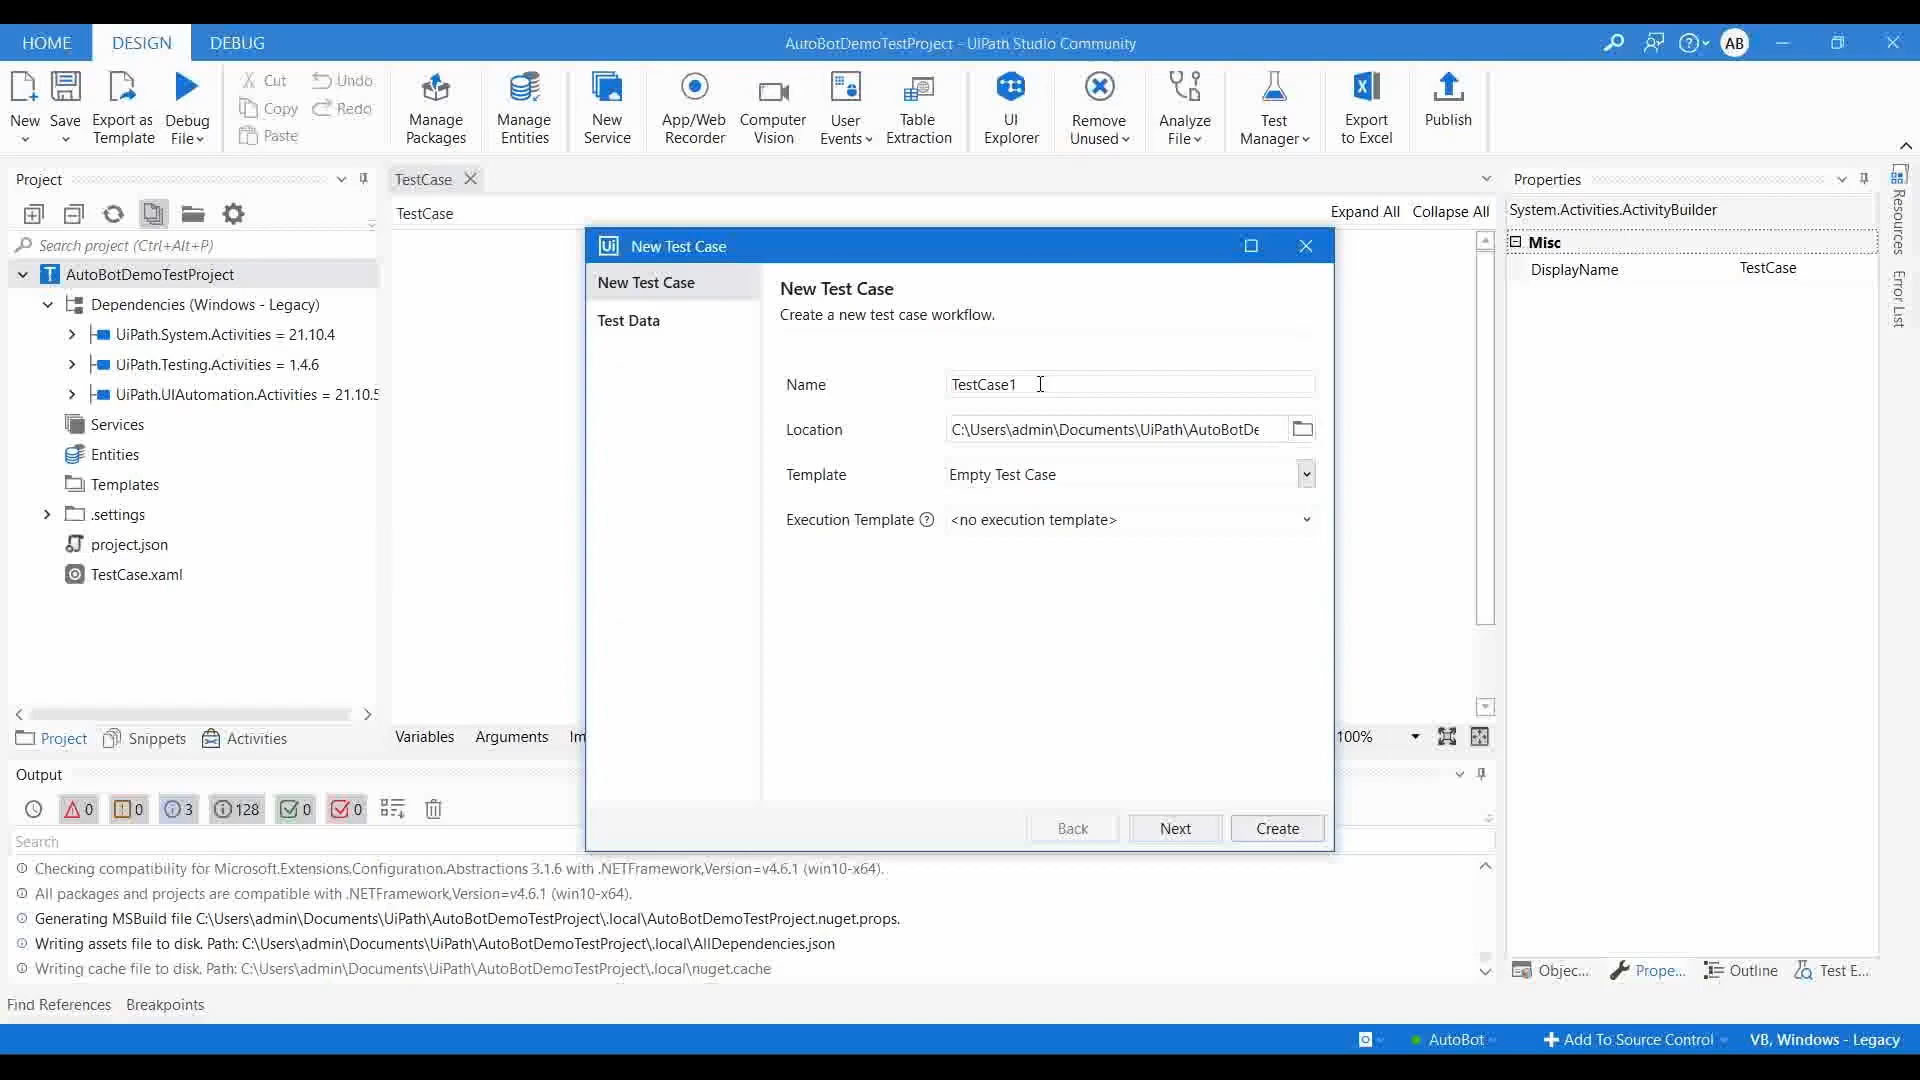 HOME
DESIGN
DEBUG
AutoBotDemoTestProject - UIPath Studio Community
AB
New
Save
Export as Template
Debug File
Cut
Copy
Paste
Undo
Redo
Manage Packages
Manage Entities
New Service
App/Web Recorder
Computer Vision
User Events
Table Extraction
UI Explorer
Remove Unused
Analyze File
Test Manager
Export to Excel
Publish
Project
Search project (Ctrl+Alt+P)
AutoBotDemoTestProject
Dependencies (Windows - Legacy)
UiPath.System.Activities = 21.10.4
UiPath.Testing.Activities = 1.4.6
UiPath.UIAutomation.Activities = 21.10.5
Services
Entities
Templates
.settings
project.json
TestCase.xaml
Project
Snippets
Activities
TestCase
TestCase
Expand All
Collapse All
Ui New Test Case
New Test Case
Test Data
New Test Case
Create a new test case workflow.
Name
TestCase1
Location
C:\Users\admin\Documents\UiPath\AutoBotDe
Template
Empty Test Case
Execution Template
<no execution template>
Back
Next
Create
Variables
Arguments
Im
100%
Properties
System.Activities.ActivityBuilder
Misc
DisplayName
TestCase
Resources
Error List
Objec...
Prope...
Outline
Test E...
Output
0
0
3
128
0
0
Search
Checking compatibility for Microsoft.Extensions.Configuration.Abstractions 3.1.6 with .NETFramework,Version=v4.6.1 (win10-x64).
All packages and projects are compatible with .NETFramework,Version=v4.6.1 (win10-x64).
Generating MSBuild file C:\Users\admin\Documents\UiPath\AutoBotDemoTestProject\.local\AutoBotDemoTestProject.nuget.props.
Writing assets file to disk. Path: C:\Users\admin\Documents\UiPath\AutoBotDemoTestProject\.local\AllDependencies.json
Writing cache file to disk. Path: C:\Users\admin\Documents\UiPath\AutoBotDemoTestProject\.local\nuget.cache
Find References
Breakpoints
AutoBot
Add To Source Control
VB, Windows - Legacy